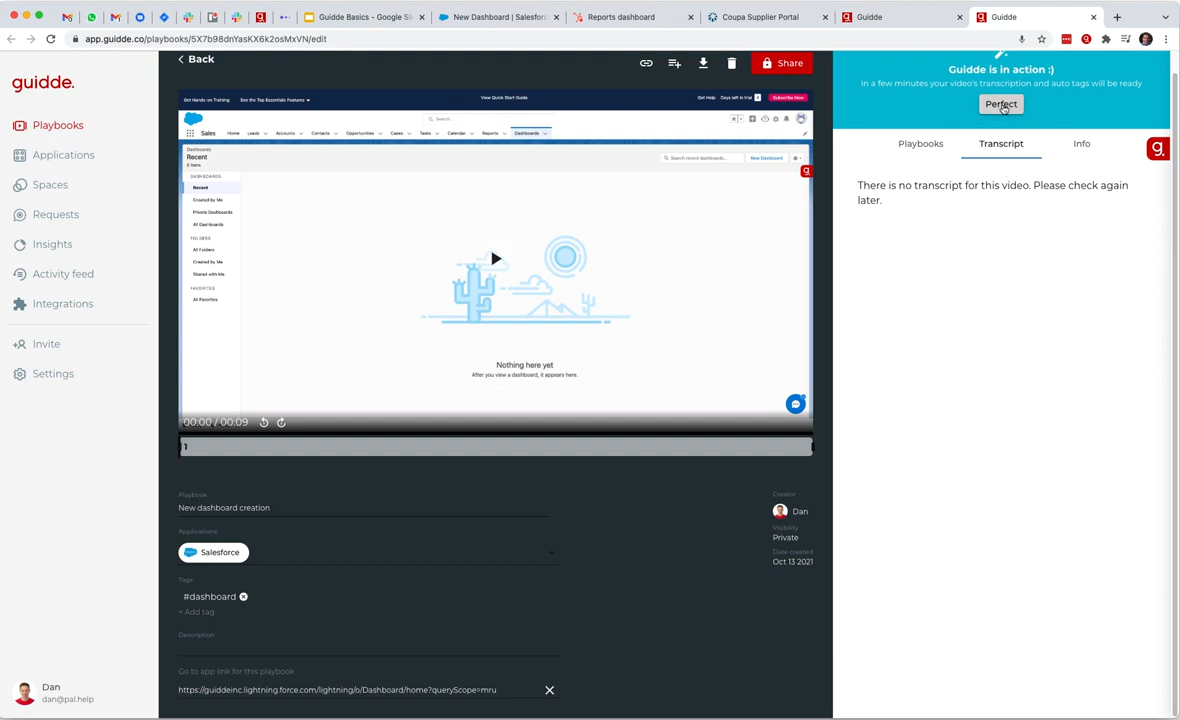 Guidde Basics - Google Sli
New Dashboard | Salesfor
Reports dashboard
Coupa Supplier Portal
Guidde
Guidde
app.guidde.co/playbooks/5X7b98dnYasKX6k2osMxVN/edit
guidde.
Playbooks
Applications
Spaces
Requests
Insights
Activity feed
Integrations
Invite
Settings
Dan
dan@pal.help
Back
Share
Get Hands-on Training
See the Top Essentials Features
View Quick Start Guide
Get Help
Days left in trial
Subscribe Now
Search...
Sales
Home
Leads
Accounts
Contacts
Opportunities
Cases
Tasks
Calendar
Reports
Dashboards
Dashboards
Recent
0 items
Search recent dashboards...
New Dashboard
DASHBOARDS
Recent
Created by Me
Private Dashboards
All Dashboards
FOLDERS
All Folders
Created by Me
Shared with Me
FAVORITES
All Favorites
Nothing here yet
After you view a dashboard, it appears here.
00:00 / 00:09
1
Playbook
New dashboard creation
Applications
Salesforce
Tags
#dashboard
+ Add tag
Description
Go to app link for this playbook
https://guiddeinc.lightning.force.com/lightning/o/Dashboard/home?queryScope=mru
Creator
Dan
Visibility
Private
Date created
Oct 13 2021
Guidde is in action :)
In a few minutes your video's transcription and auto tags will be ready
Perfect
Playbooks
Transcript
Info
g.
There is no transcript for this video. Please check again
later.